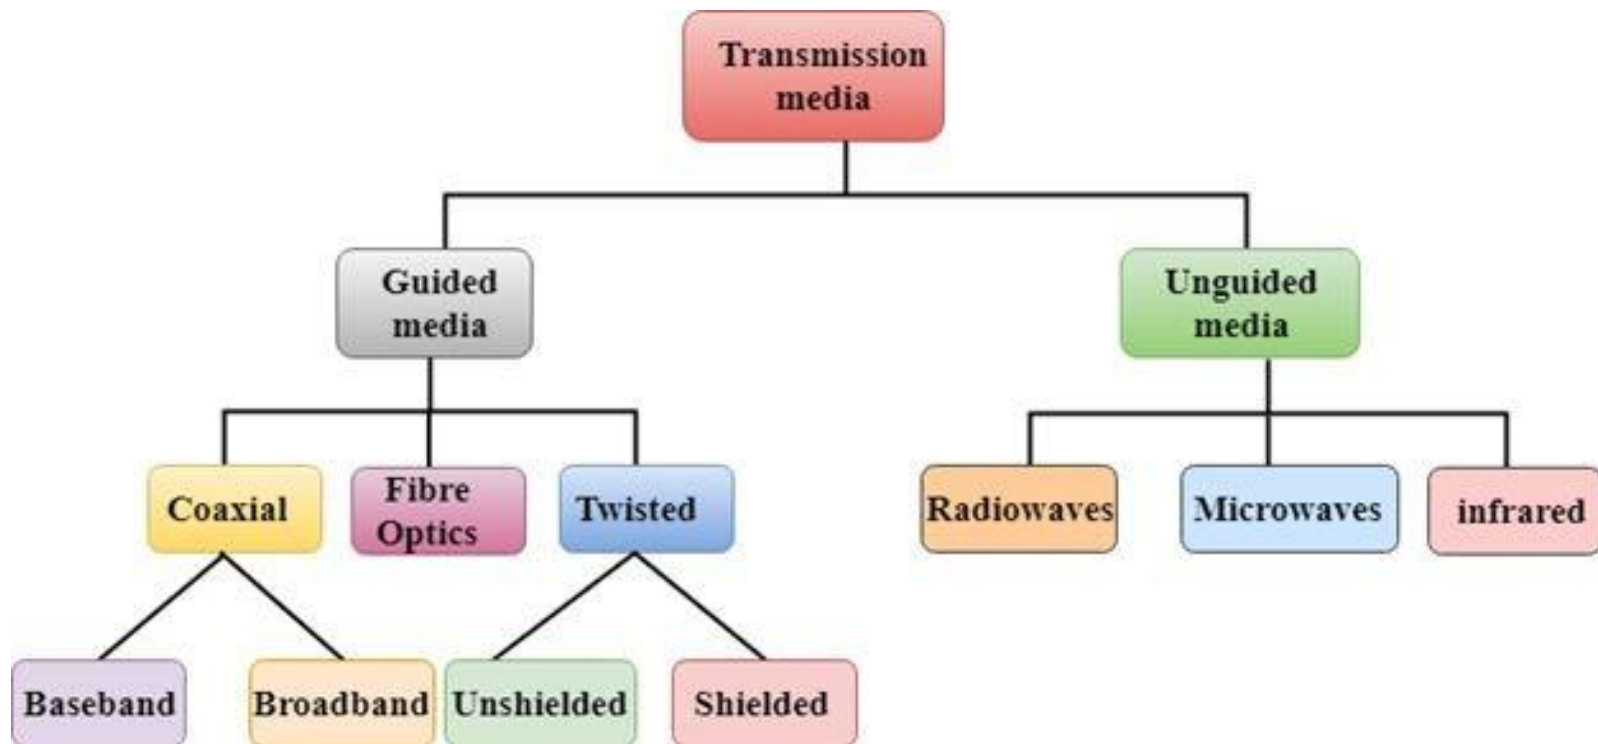 Transmission
media
Guided
media
Unguided
media
Coaxial
Fibre
Optics
Twisted
Radiowaves
Microwaves
infrared
Baseband
Broadband
Unshielded
Shielded